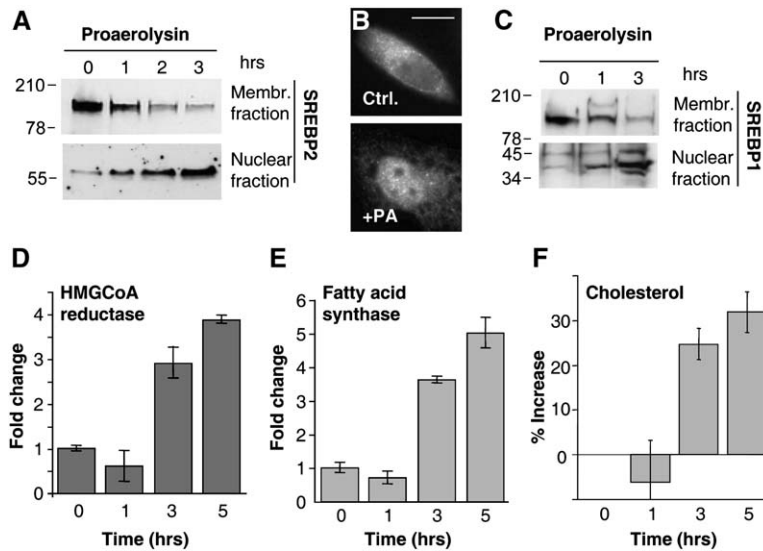 A
Proaerolysin
0 1 2 3 hrs
210
78
Membr.
fraction
55
Nuclear
fraction
SREBP2
B
Ctrl.
+PA
C
Proaerolysin
0 1 3 hrs
210
78
45
34
Membr.
fraction
Nuclear
fraction
SREBP1
D
HMGCoA
reductase
Fold change
4
3
2
1
0
0 1 3 5
Time (hrs)
E
Fatty acid
synthase
Fold change
6
5
4
3
2
1
0
0 1 3 5
Time (hrs)
F
Cholesterol
% Increase
30
20
10
0
0 1 3 5
Time (hrs)